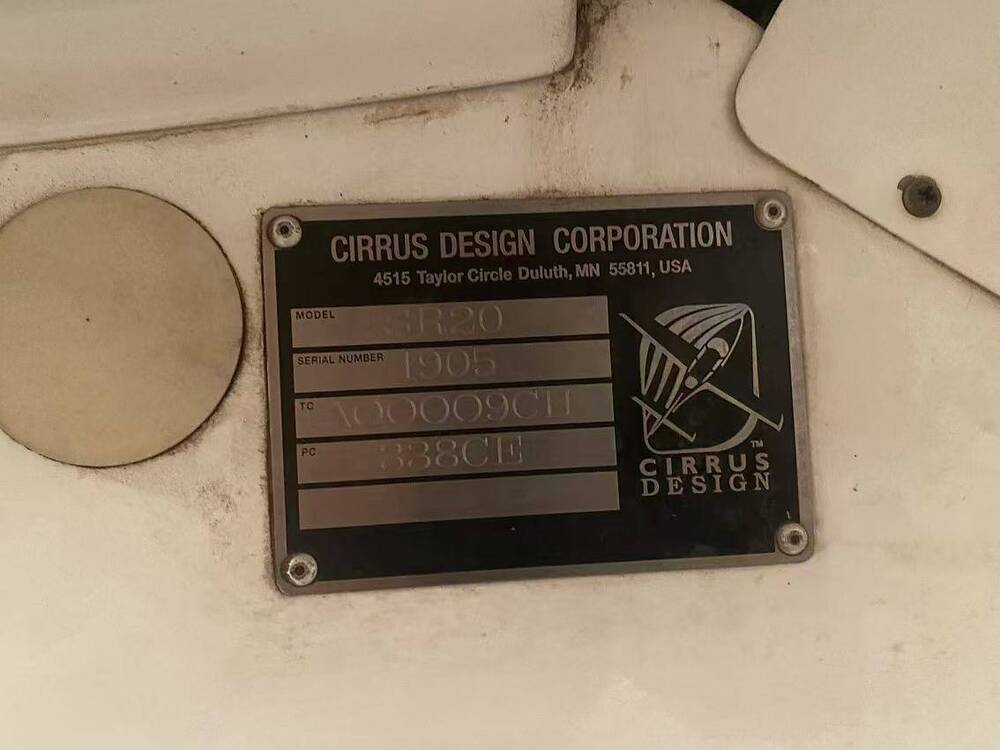 CIRRUS DESIGN CORPORATION
4515 Taylor Circle Duluth, MN 55811, USA
MODEL SR20
SERIAL NUMBER 1905
TC A00009CH
PC 338CE
TM
CIRRUS
DESIGN